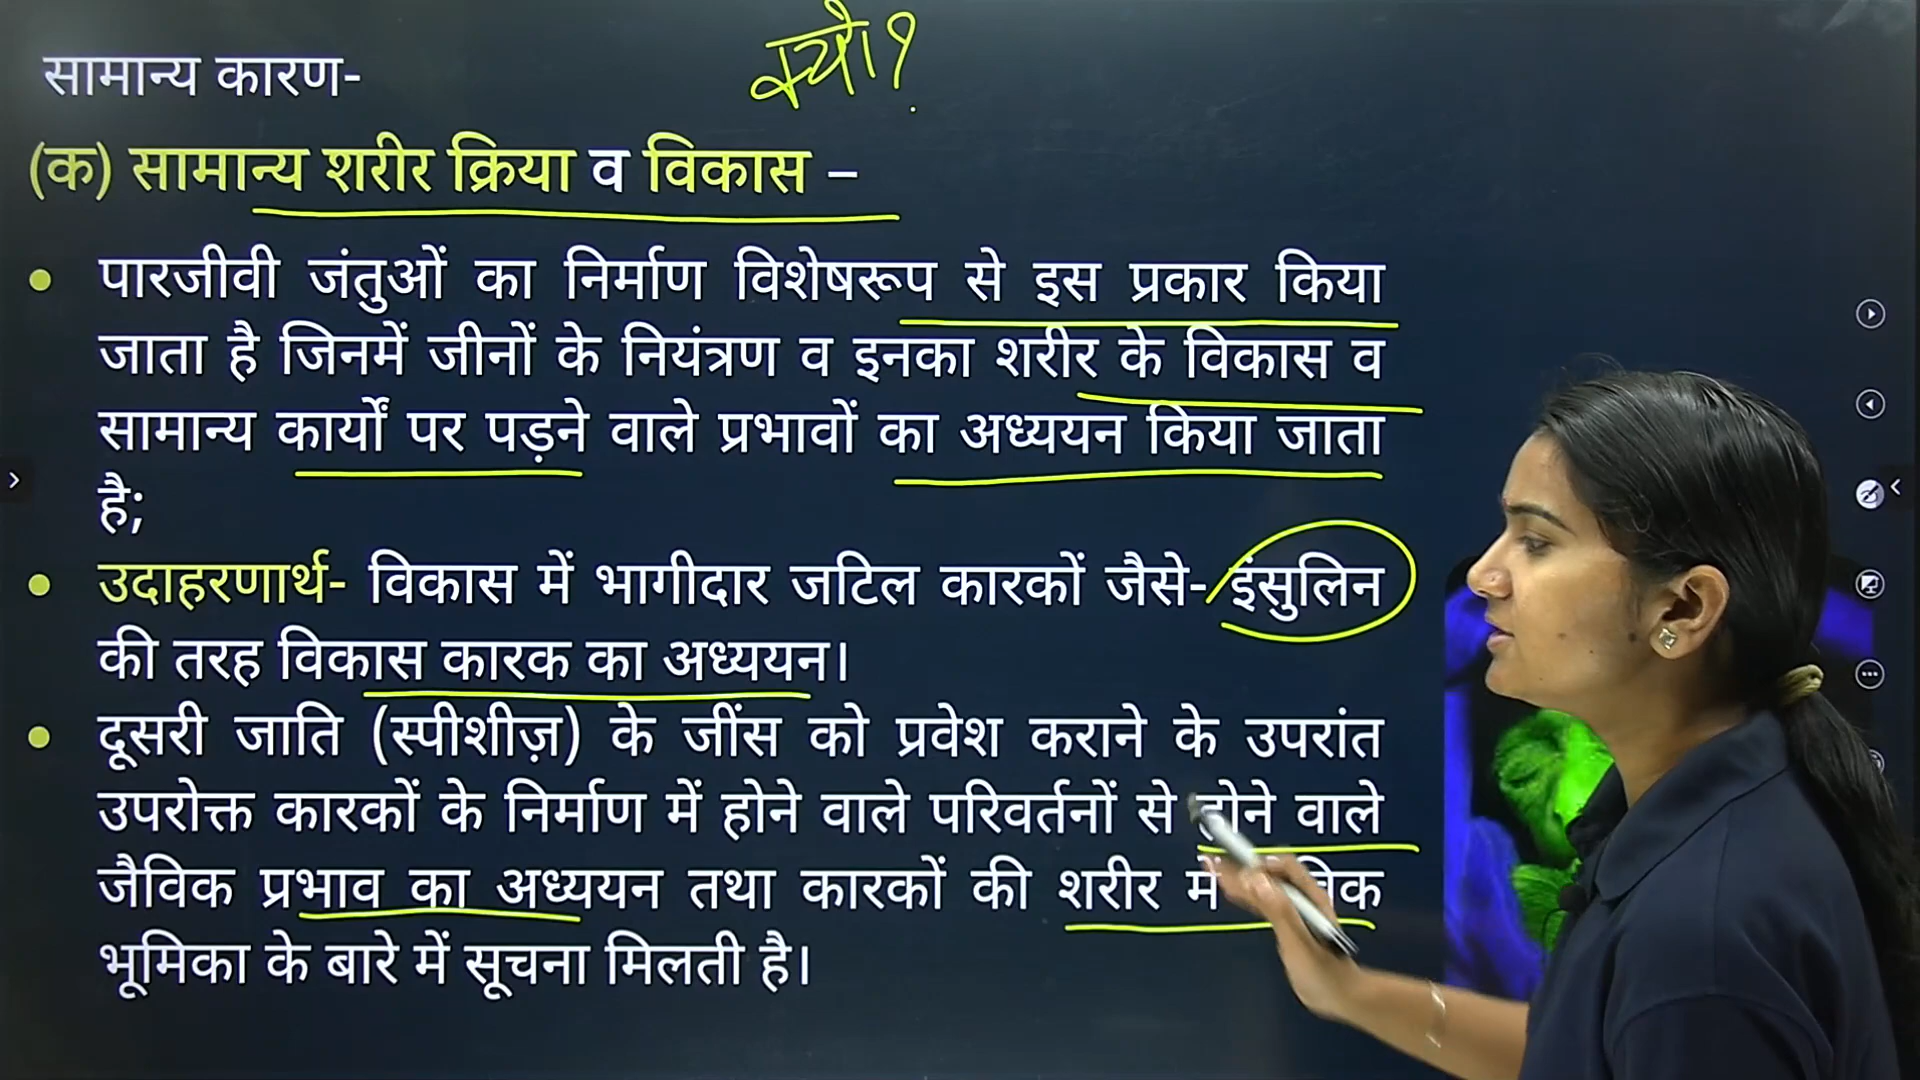 क्यों?
सामान्य कारण-
(क) सामान्य शरीर क्रिया व विकास –
पारजीवी जंतुओं का निर्माण विशेषरूप से इस प्रकार किया
जाता है जिनमें जीनों के नियंत्रण व इनका शरीर के विकास व
सामान्य कार्यों पर पड़ने वाले प्रभावों का अध्ययन किया जाता
है;
उदाहरणार्थ- विकास में भागीदार जटिल कारकों जैसे- इंसुलिन
की तरह विकास कारक का अध्ययन।
दूसरी जाति (स्पीशीज़) के जींस को प्रवेश कराने के उपरांत
उपरोक्त कारकों के निर्माण में होने वाले परिवर्तनों से होने वाले
जैविक प्रभाव का अध्ययन तथा कारकों की शरीर में
भूमिका के बारे में सूचना मिलती है।